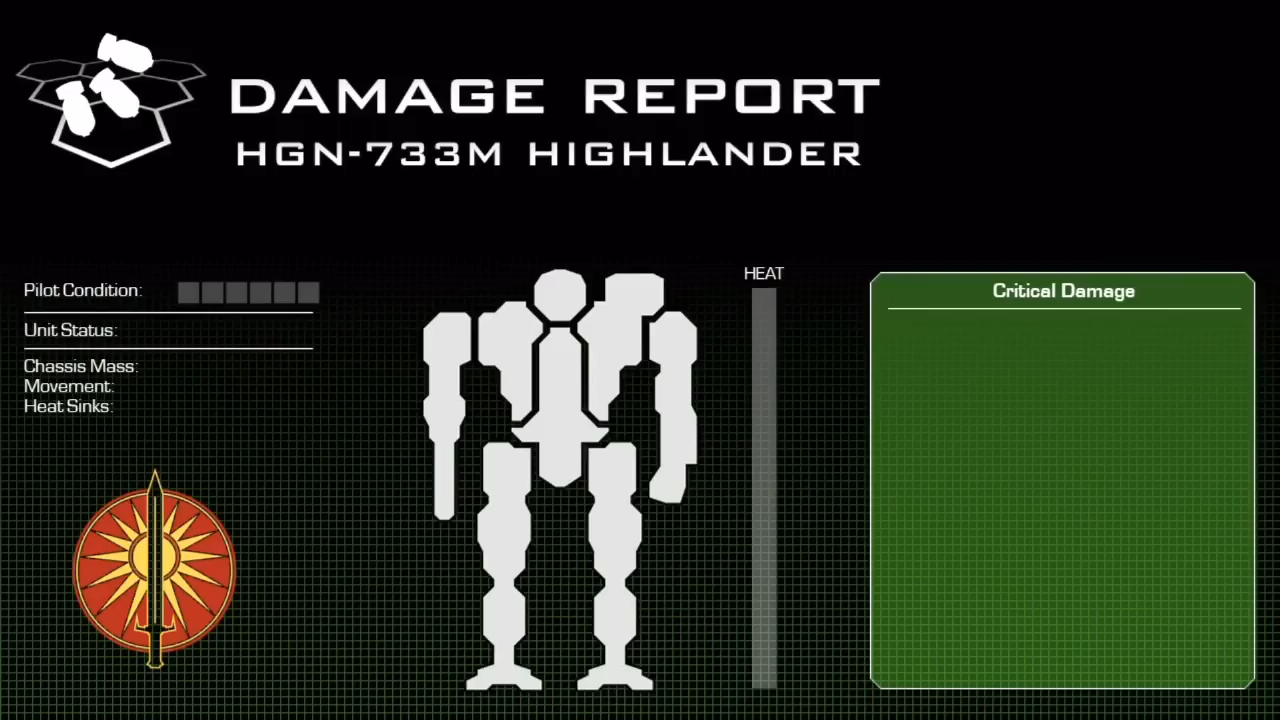 DAMAGE REPORT
HGN-733M HIGHLANDER
Pilot Condition:
Unit Status:
Chassis Mass:
Movement:
Heat Sinks:
HEAT
Critical Damage